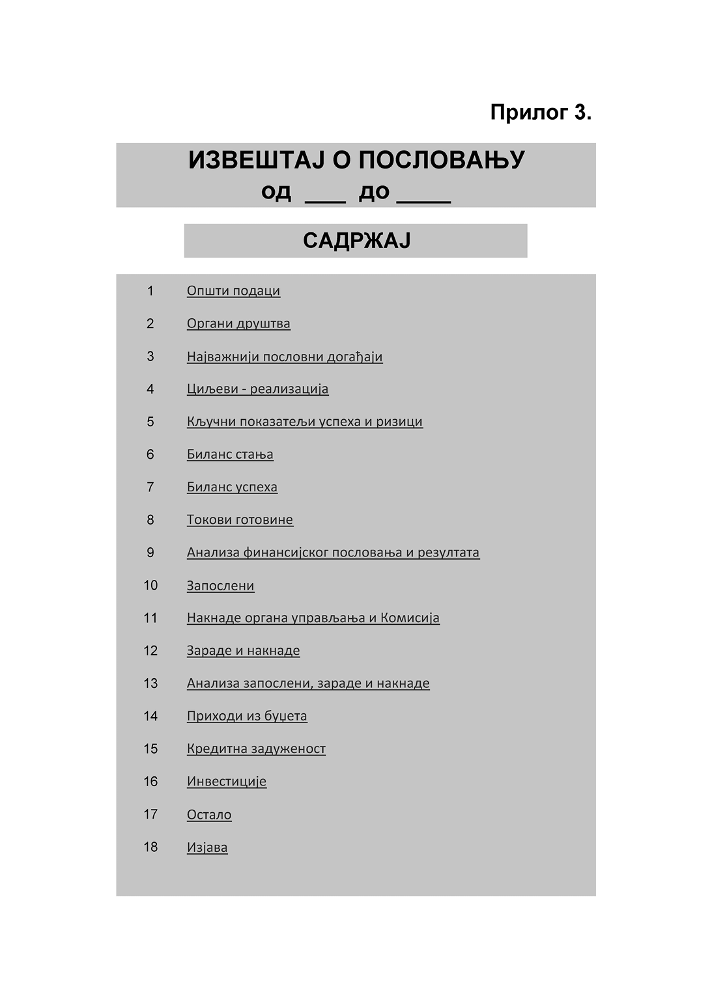 Прилог 3.
ИЗВЕШТАЈ О ПОСЛОВАЊУ
од ___ до ____
САДРЖАЈ
1 Општи подаци
2 Органи друштва
3 Најважнији пословни догађаји
4 Циљеви - реализација
5 Кључни показатељи успеха и ризици
6 Биланс стања
7 Биланс успеха
8 Токови готовине
9 Анализа финансијског пословања и резултата
10 Запослени
11 Накнаде органа управљања и Комисија
12 Зараде и накнаде
13 Анализа запослени, зараде и накнаде
14 Приходи из буџета
15 Кредитна задуженост
16 Инвестиције
17 Остало
18 Изјава